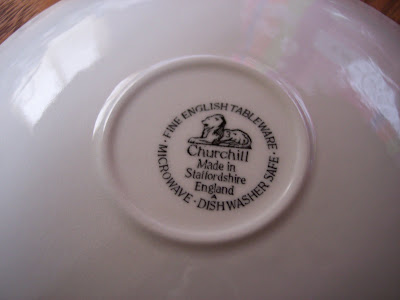 · FINE ENGLISH TABLEWARE ·
Churchill
Made in
Staffordshire
England
A
MICROWAVE · DISHWASHER SAFE